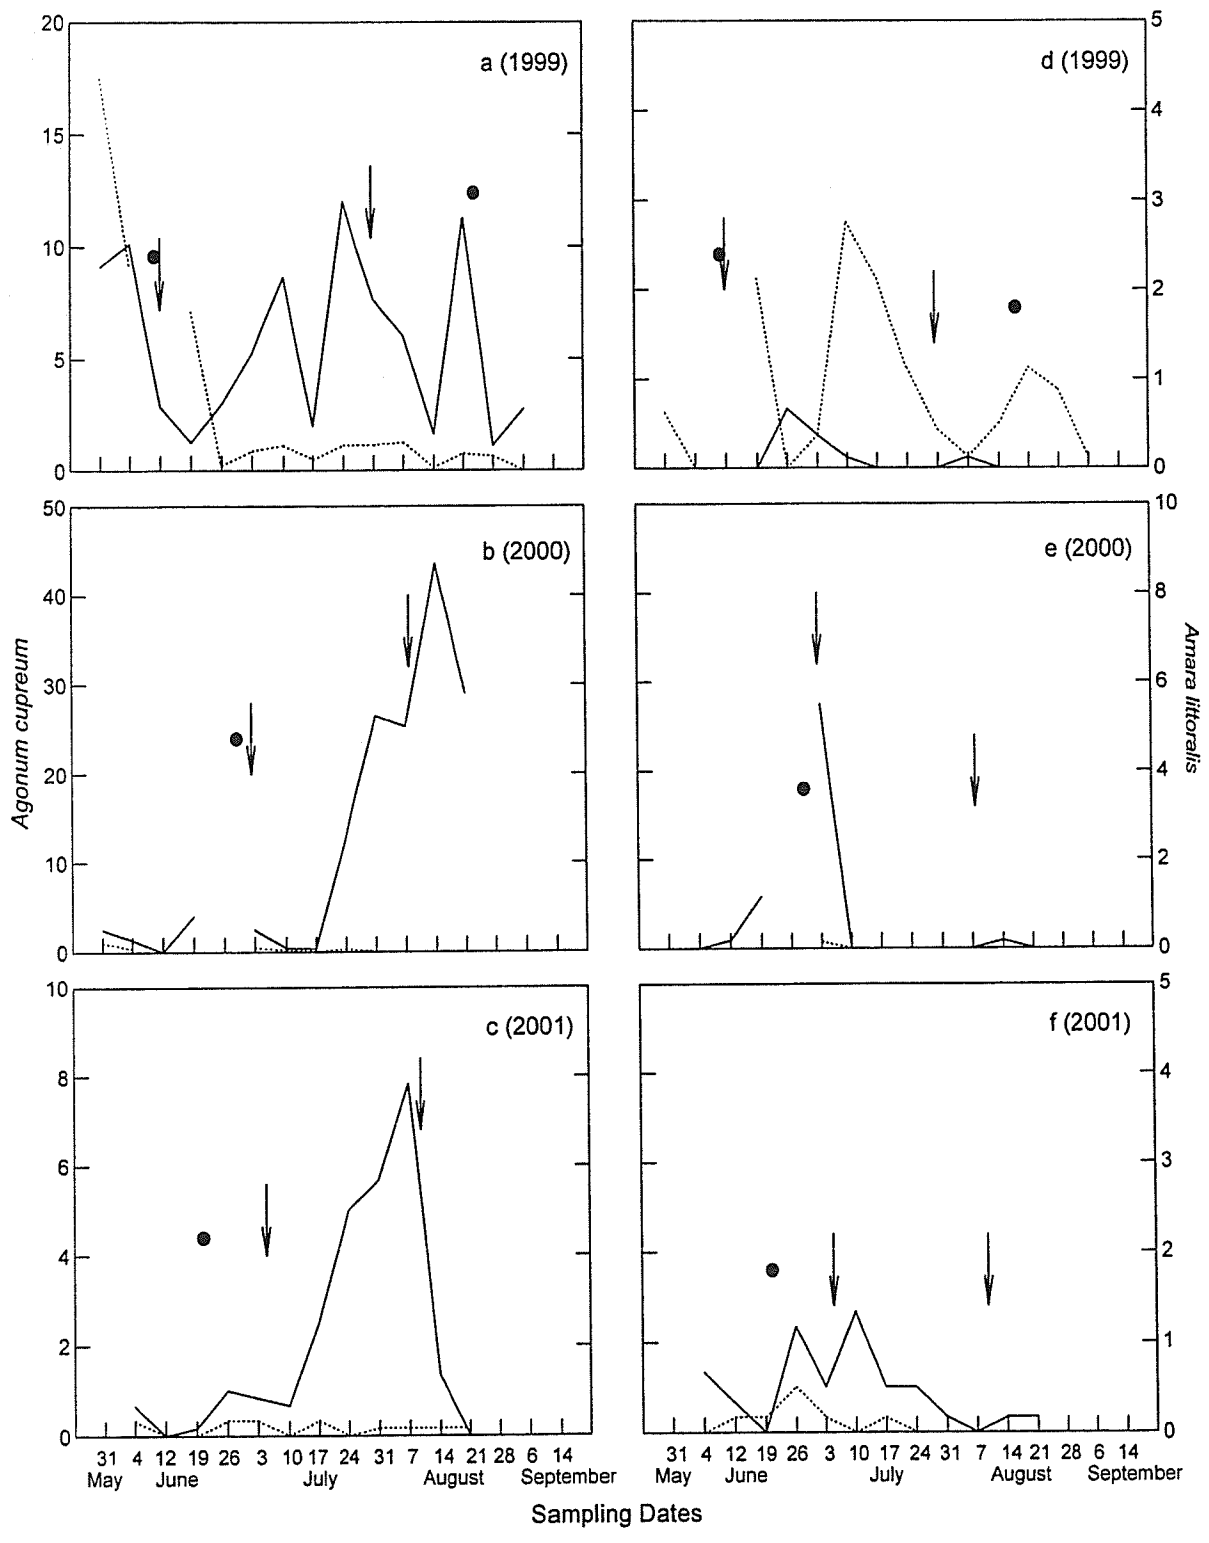 20
15
10
5
0
a (1999)
d (1999)
5
4
3
2
1
0
Agonum cupreum
50
40
30
20
10
0
b (2000)
e (2000)
10
8
6
4
2
0
Amara littoralis
10
8
6
4
2
0
c (2001)
f (2001)
5
4
3
2
1
0
31 4 12 19 26 3 10 17 24 31 7 14 21 28 6 14
May June July August September
31 4 12 19 26 3 10 17 24 31 7 14 21 28 6 14
May June July August September
Sampling Dates